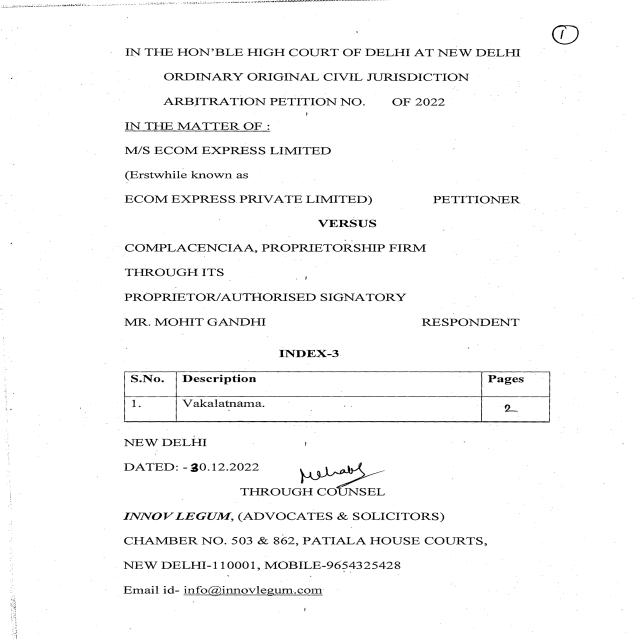 1
IN THE HON'BLE HIGH COURT OF DELHI AT NEW DELHI
ORDINARY ORIGINAL CIVIL JURISDICTION
ARBITRATION PETITION NO. OF 2022
IN THE MATTER OF :
M/S ECOM EXPRESS LIMITED
(Erstwhile known as
ECOM EXPRESS PRIVATE LIMITED) PETITIONER
VERSUS
COMPLACENCIAA, PROPRIETORSHIP FIRM
THROUGH ITS
PROPRIETOR/AUTHORISED SIGNATORY
MR. MOHIT GANDHI RESPONDENT
INDEX-3
S.No. Description Pages
1. Vakalatnama. 2
NEW DELHI
DATED: -30.12.2022
THROUGH COUNSEL
INNOV LEGUM, (ADVOCATES & SOLICITORS)
CHAMBER NO. 503 & 862, PATIALA HOUSE COURTS,
NEW DELHI-110001, MOBILE-9654325428
Email id- info@innovlegum.com